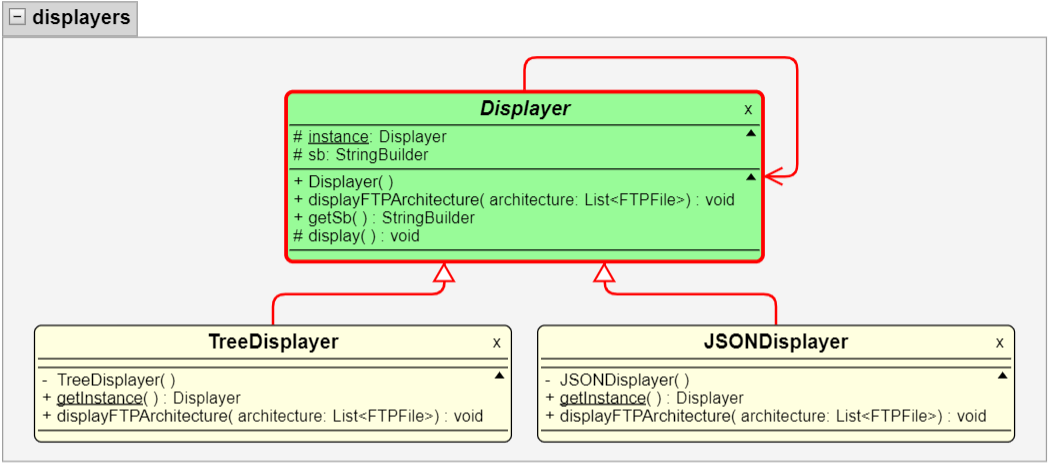 displayers
Displayer x
# instance: Displayer
# sb: StringBuilder
+ Displayer( )
+ displayFTPArchitecture( architecture: List<FTPFile>) : void
+ getSb( ) : StringBuilder
# display( ) : void
TreeDisplayer x
- TreeDisplayer( )
+ getInstance( ) : Displayer
+ displayFTPArchitecture( architecture: List<FTPFile>) : void
JSONDisplayer x
- JSONDisplayer( )
+ getInstance( ) : Displayer
+ displayFTPArchitecture( architecture: List<FTPFile>) : void